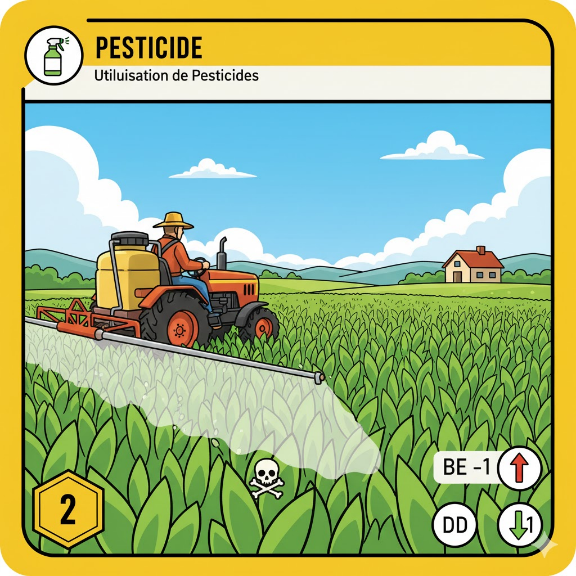 PESTICIDE
Utiluisation de Pesticides
BE -1
2
DD
1